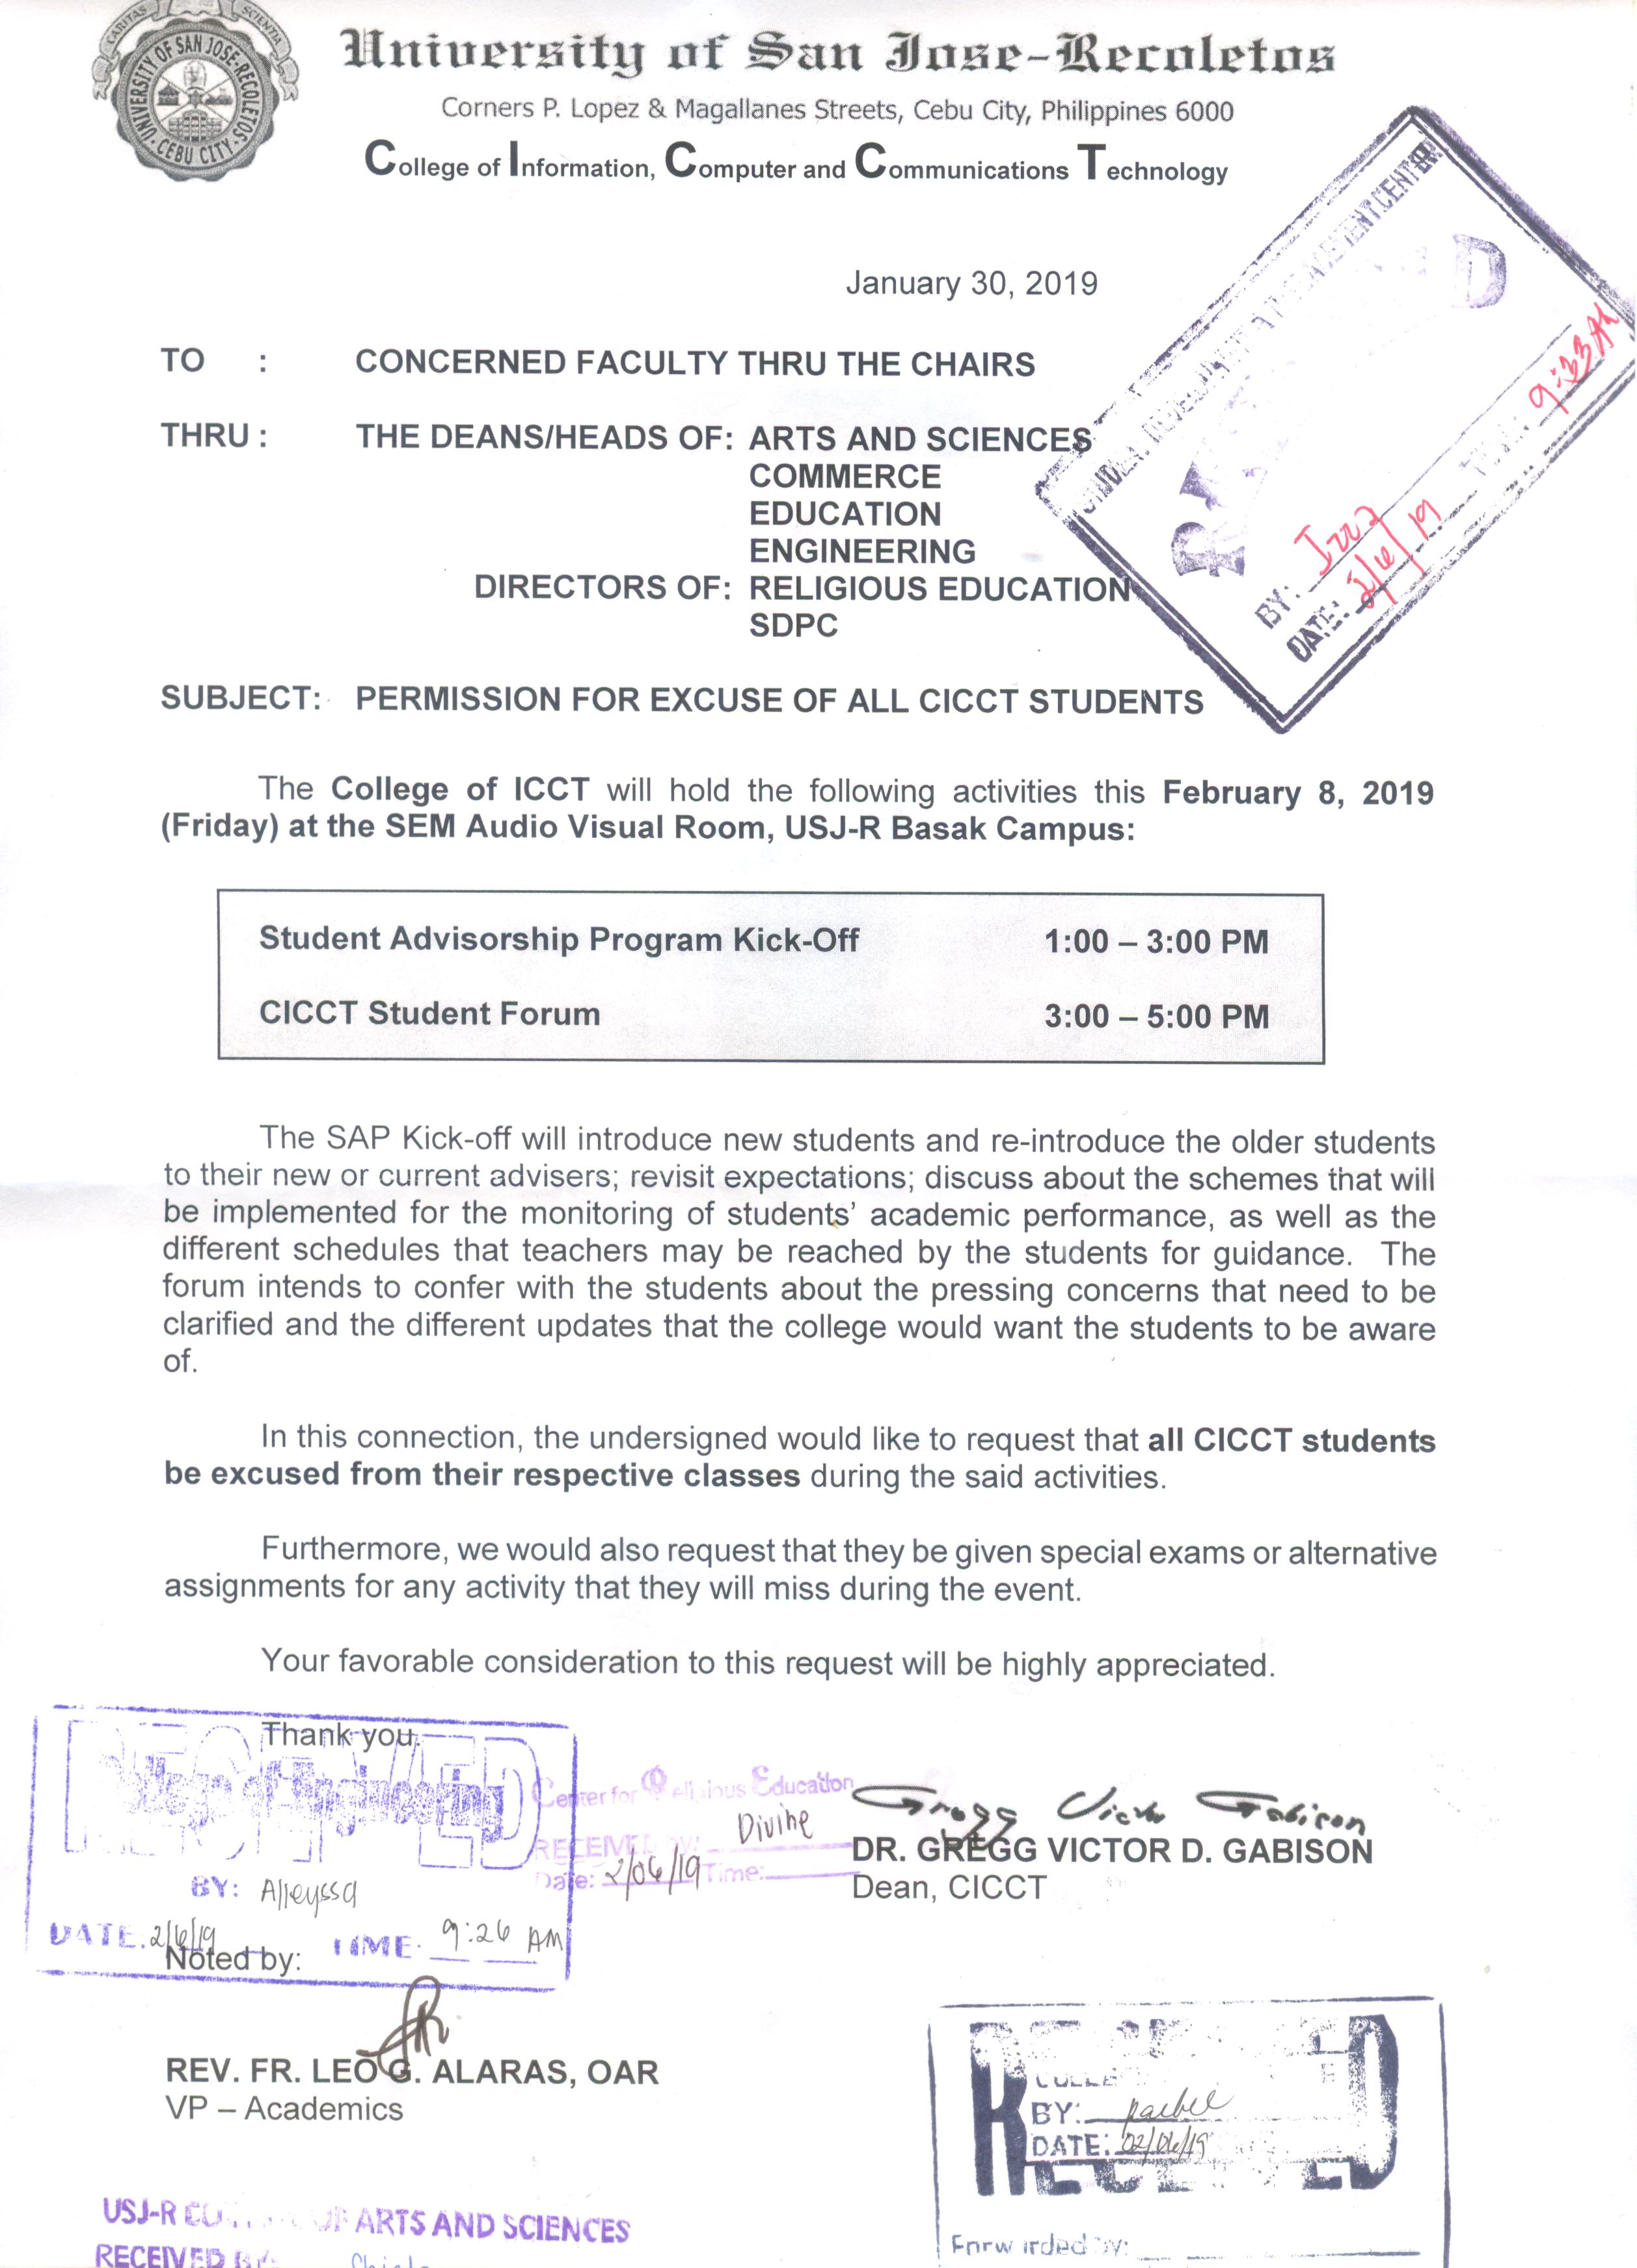 CARITAS SCIENTIA
UNIVERSITY OF SAN JOSE-RECOLETOS
CEBU CITY
University of San Jose-Recoletos
Corners P. Lopez & Magallanes Streets, Cebu City, Philippines 6000
College of Information, Computer and Communications Technology
January 30, 2019
TO : CONCERNED FACULTY THRU THE CHAIRS
THRU : THE DEANS/HEADS OF: ARTS AND SCIENCES
COMMERCE
EDUCATION
ENGINEERING
DIRECTORS OF: RELIGIOUS EDUCATION
SDPC
BY:
DATE: 2/6/19 9:33 AM
SUBJECT: PERMISSION FOR EXCUSE OF ALL CICCT STUDENTS
The College of ICCT will hold the following activities this February 8, 2019
(Friday) at the SEM Audio Visual Room, USJ-R Basak Campus:
Student Advisorship Program Kick-Off 1:00 – 3:00 PM
CICCT Student Forum 3:00 – 5:00 PM
The SAP Kick-off will introduce new students and re-introduce the older students
to their new or current advisers; revisit expectations; discuss about the schemes that will
be implemented for the monitoring of students’ academic performance, as well as the
different schedules that teachers may be reached by the students for guidance. The
forum intends to confer with the students about the pressing concerns that need to be
clarified and the different updates that the college would want the students to be aware
of.
In this connection, the undersigned would like to request that all CICCT students
be excused from their respective classes during the said activities.
Furthermore, we would also request that they be given special exams or alternative
assignments for any activity that they will miss during the event.
Your favorable consideration to this request will be highly appreciated.
Thank you.
RECEIVED
College of Engineering
BY: Alleyssa
DATE. 2/6/19 TIME: 9:26 AM
Center for Religious Education
RECEIVED BY: Divine
Date: 2/06/19 Time:
Gregg Victor Gabison
DR. GREGG VICTOR D. GABISON
Dean, CICCT
Noted by:
REV. FR. LEO G. ALARAS, OAR
VP – Academics
RECEIVED
BY:
DATE: 02/06/19
Forwarded by:
USJ-R COLLEGE OF ARTS AND SCIENCES
RECEIVED BY: